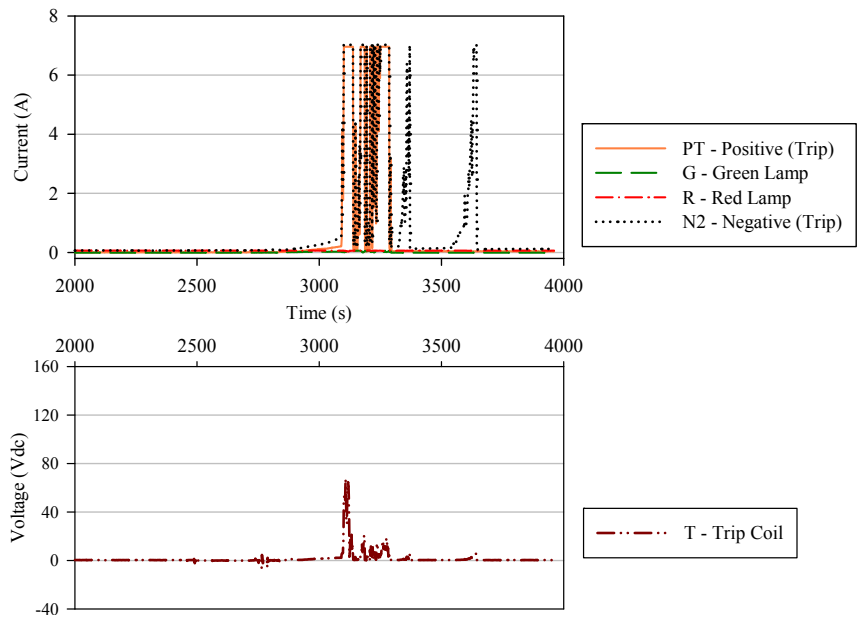 8
6
4
2
0
Current (A)
2000 2500 3000 3500 4000
Time (s)
PT - Positive (Trip)
G - Green Lamp
R - Red Lamp
N2 - Negative (Trip)
2000 2500 3000 3500 4000
160
120
80
40
0
-40
Voltage (Vdc)
T - Trip Coil